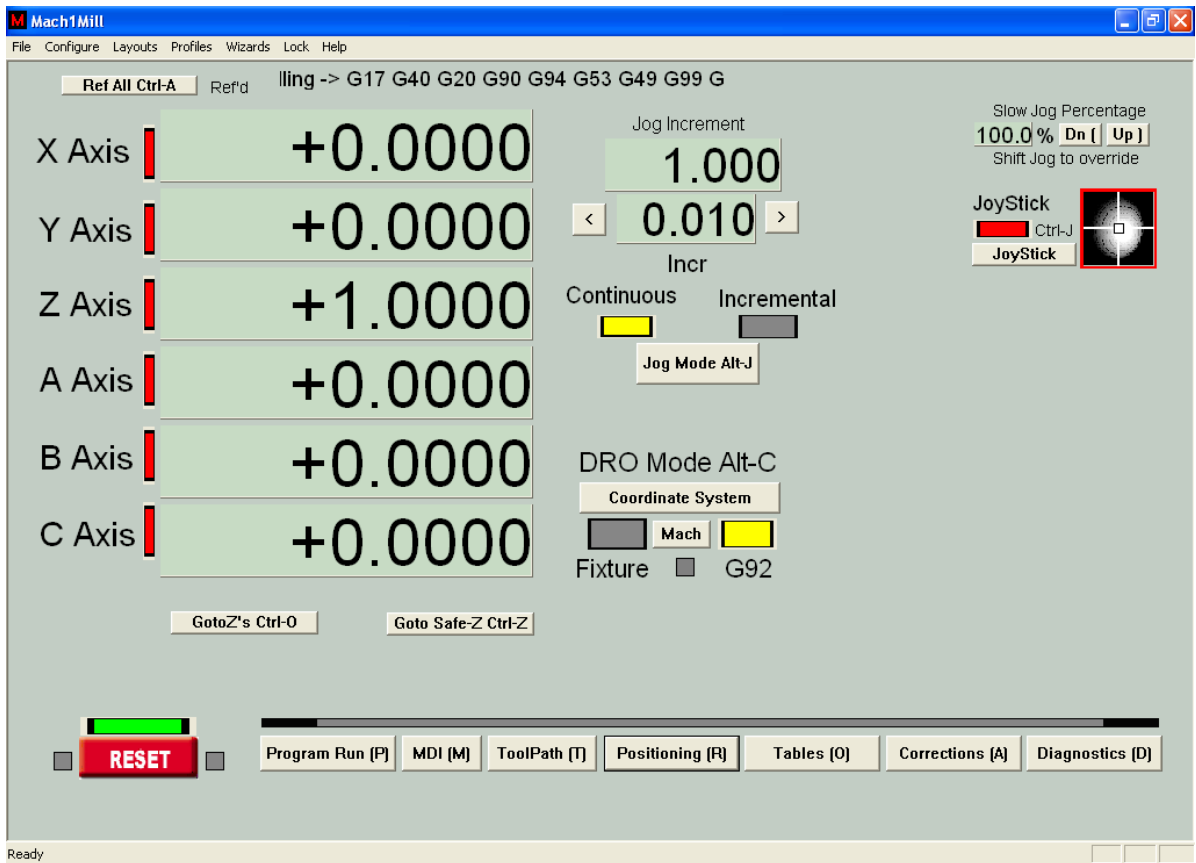 M Mach1Mill
File Configure Layouts Profiles Wizards Lock Help
Ref All Ctrl-A Ref'd lling -> G17 G40 G20 G90 G94 G53 G49 G99 G
X Axis +0.0000
Y Axis +0.0000
Z Axis +1.0000
A Axis +0.0000
B Axis +0.0000
C Axis +0.0000
GotoZ's Ctrl-O Goto Safe-Z Ctrl-Z
Jog Increment
1.000
< 0.010 >
Incr
Continuous Incremental
Jog Mode Alt-J
DRO Mode Alt-C
Coordinate System
Mach
Fixture G92
Slow Jog Percentage
100.0 % Dn ( Up )
Shift Jog to override
JoyStick
Ctrl-J
JoyStick
RESET
Program Run (P) MDI (M) ToolPath (T) Positioning (R) Tables (O) Corrections (A) Diagnostics (D)
Ready